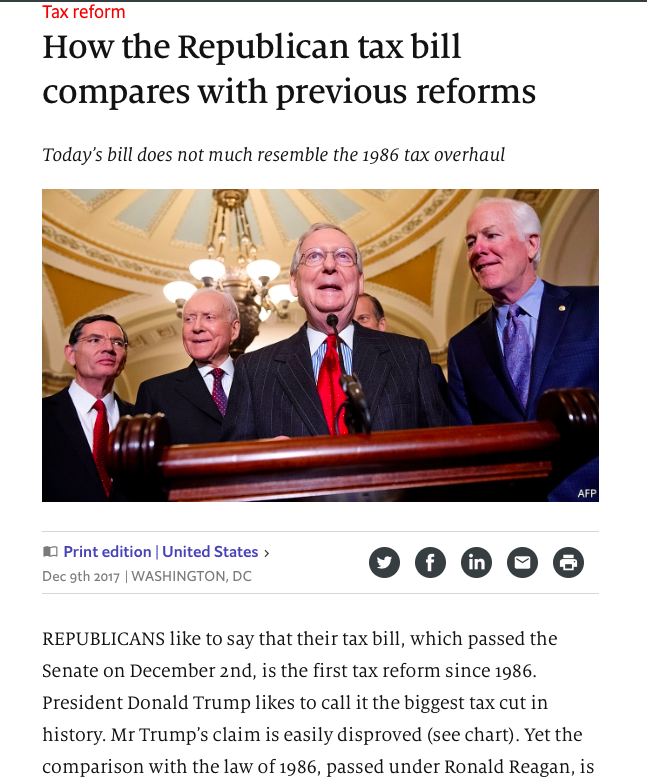 Tax reform
How the Republican tax bill
compares with previous reforms
Today’s bill does not much resemble the 1986 tax overhaul
AFP
Print edition | United States ›
Dec 9th 2017 | WASHINGTON, DC
REPUBLICANS like to say that their tax bill, which passed the
Senate on December 2nd, is the first tax reform since 1986.
President Donald Trump likes to call it the biggest tax cut in
history. Mr Trump’s claim is easily disproved (see chart). Yet the
comparison with the law of 1986, passed under Ronald Reagan, is